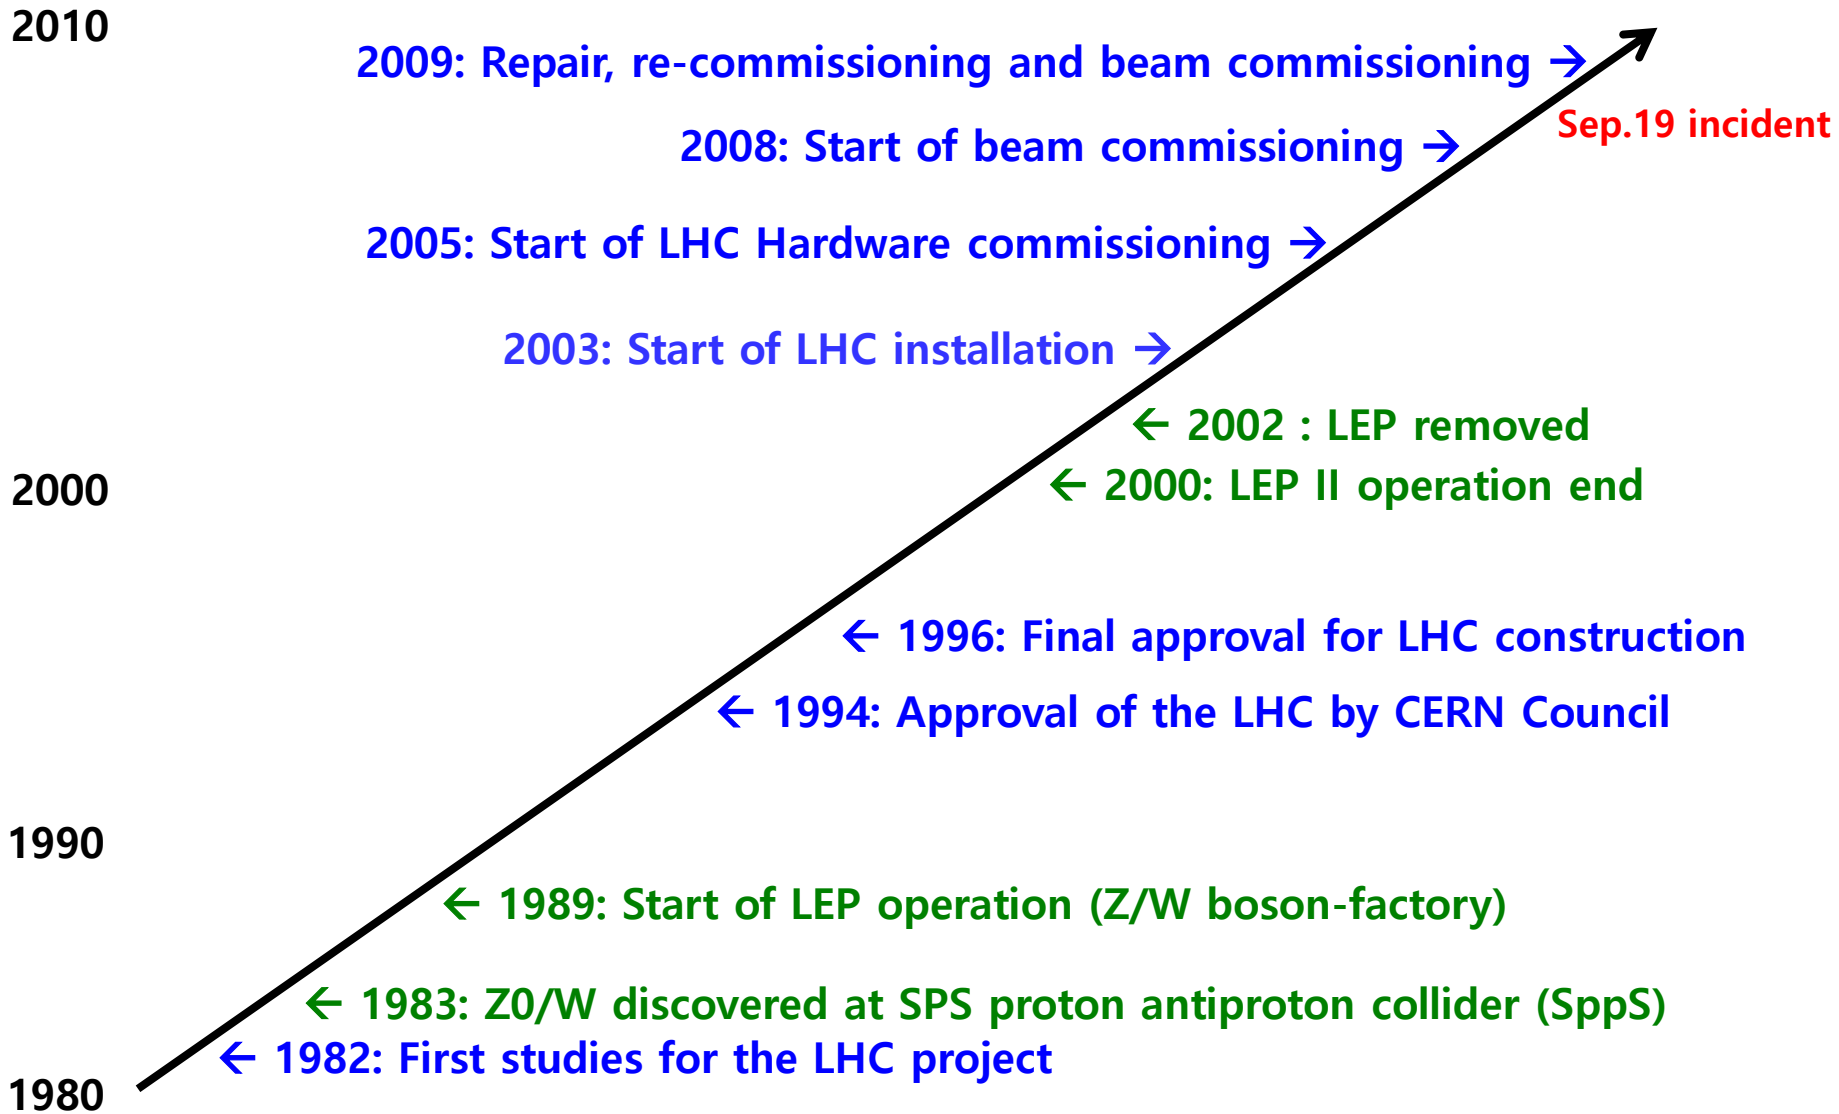 2010
2009: Repair, re-commissioning and beam commissioning →
Sep.19 incident
2008: Start of beam commissioning →
2005: Start of LHC Hardware commissioning →
2003: Start of LHC installation →
← 2002 : LEP removed
2000
← 2000: LEP II operation end
← 1996: Final approval for LHC construction
← 1994: Approval of the LHC by CERN Council
1990
← 1989: Start of LEP operation (Z/W boson-factory)
← 1983: Z0/W discovered at SPS proton antiproton collider (SppS)
← 1982: First studies for the LHC project
1980